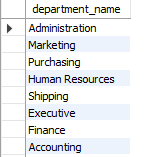 department_name
Administration
Marketing
Purchasing
Human Resources
Shipping
Executive
Finance
Accounting